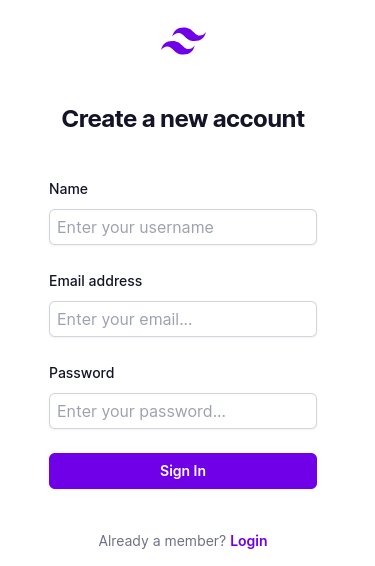 Create a new account
Name
Enter your username
Email address
Enter your email...
Password
Enter your password...
Sign In
Already a member? Login